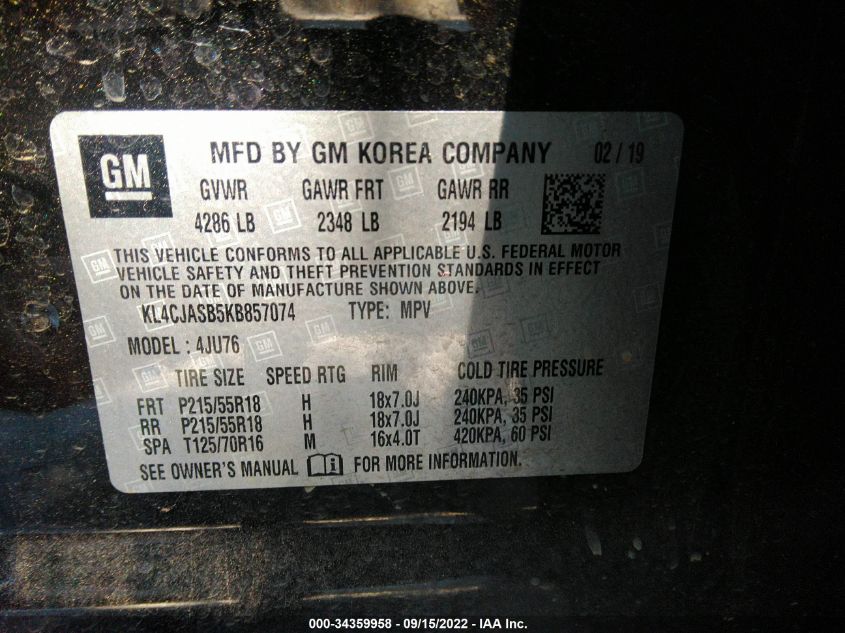 GM MFD BY GM KOREA COMPANY 02 / 19
GVWR GAWR FRT GAWR RR
4286 LB 2348 LB 2194 LB
THIS VEHICLE CONFORMS TO ALL APPLICABLE U.S. FEDERAL MOTOR
VEHICLE SAFETY AND THEFT PREVENTION STANDARDS IN EFFECT
ON THE DATE OF MANUFACTURE SHOWN ABOVE.
KL4CJASB5KB857074 TYPE: MPV
MODEL : 4JU76
TIRE SIZE SPEED RTG RIM COLD TIRE PRESSURE
FRT P215/55R18 H 18x7.0J 240KPA, 35 PSI
RR P215/55R18 H 18x7.0J 240KPA, 35 PSI
SPA T125/70R16 M 16x4.0T 420KPA, 60 PSI
SEE OWNER'S MANUAL FOR MORE INFORMATION.
000-34359958 - 09/15/2022 - IAA Inc.